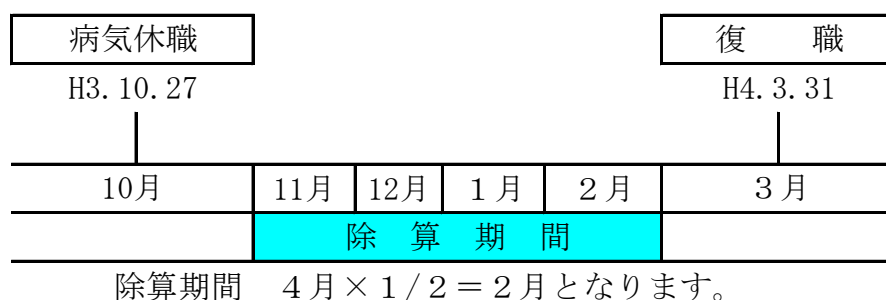 病気休職　復　　職
H3.10.27　H4.3.31
10月　11月　12月　１月　２月　３月
除　算　期　間
除算期間　４月×１/２＝２月となります。